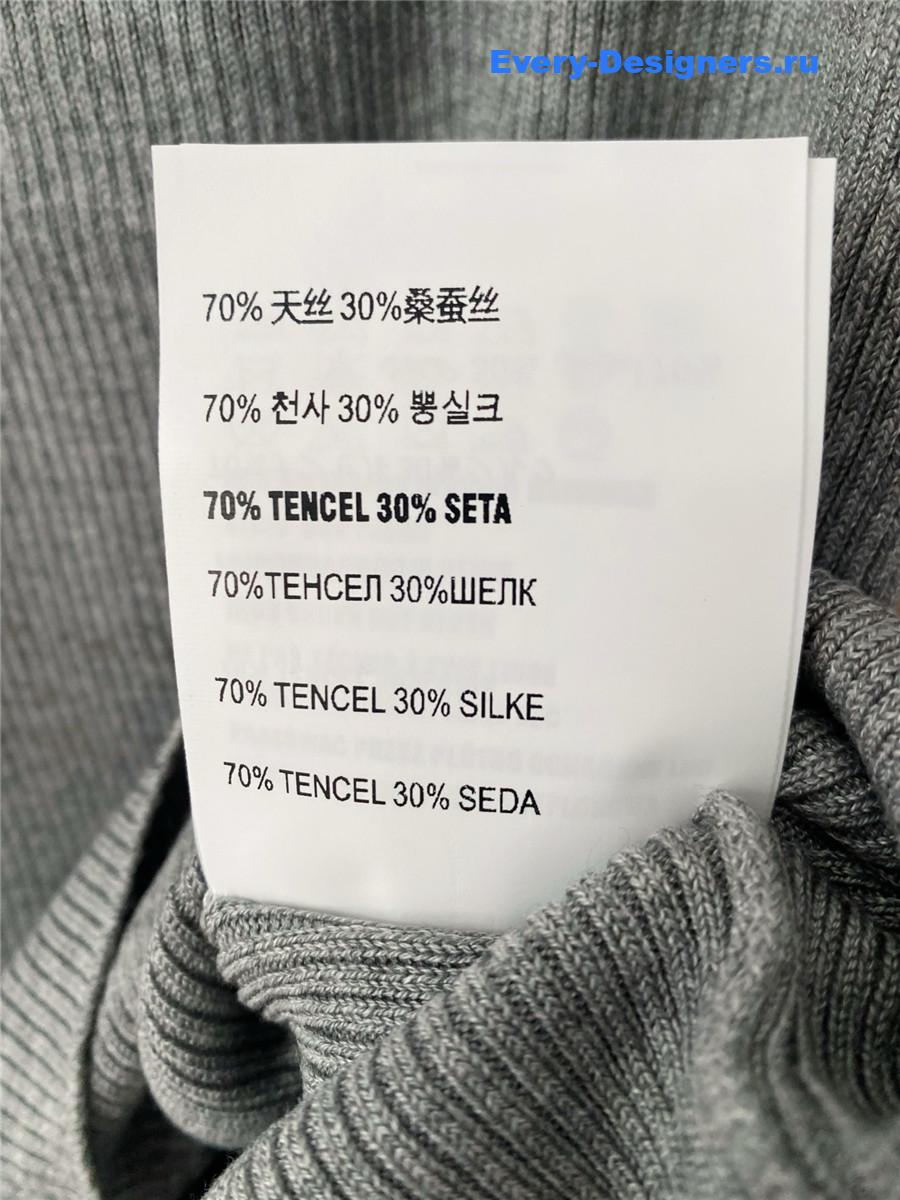 Every-Designers.ru
70% 天丝 30%桑蚕丝
70% 천사 30% 뽕실크
70% TENCEL 30% SETA
70%ТЕНСЕЛ 30%ШЕЛК
70% TENCEL 30% SILKE
70% TENCEL 30% SEDA